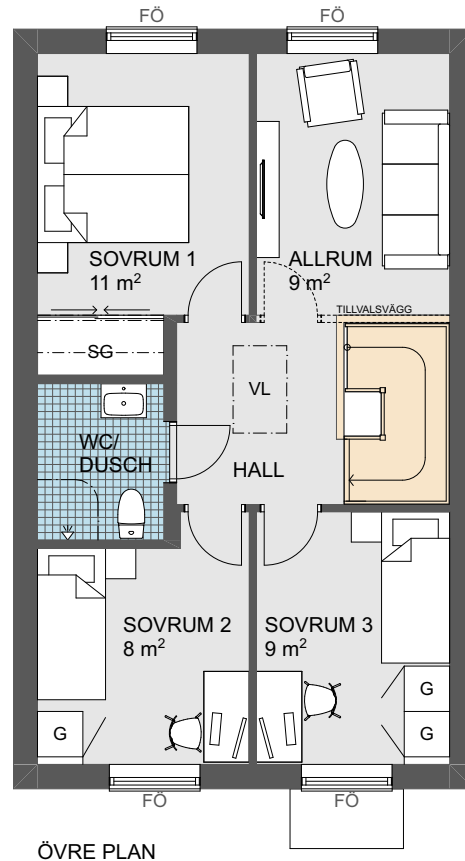 FÖ
FÖ
SOVRUM 1
11 m²
ALLRUM
9 m²
TILLVALSVÄGG
SG
VL
WC/
DUSCH
HALL
SOVRUM 2
8 m²
SOVRUM 3
9 m²
G
G
G
FÖ
FÖ
ÖVRE PLAN